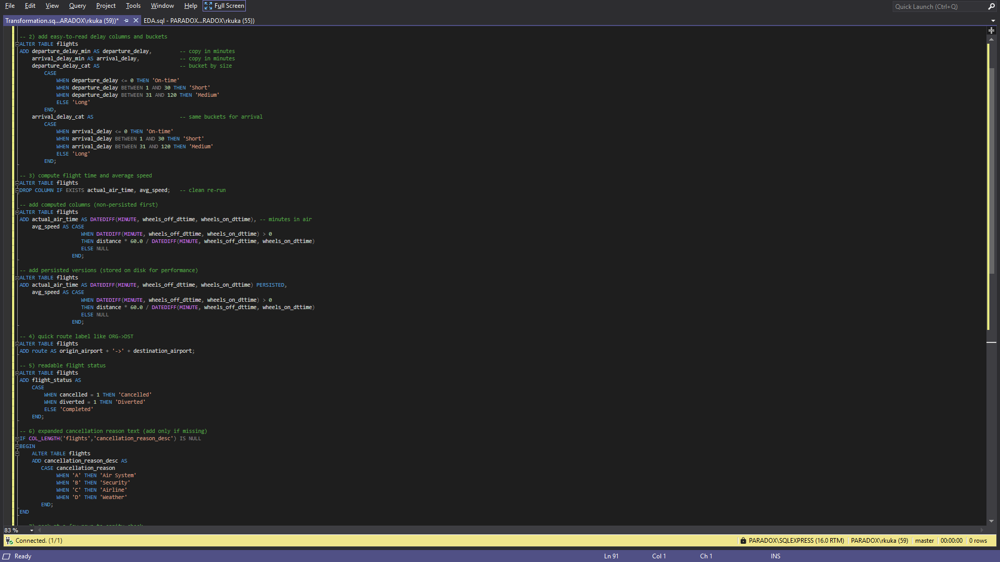 File Edit View Query Project Tools Window Help Full Screen
Quick Launch (Ctrl+Q)
Transformation.sq...ARADOX\rkuka (59))* EDA.sql - PARADOX...RADOX\rkuka (55))
-- 2) add easy-to-read delay columns and buckets
ALTER TABLE flights
ADD departure_delay_min AS departure_delay, -- copy in minutes
arrival_delay_min AS arrival_delay, -- copy in minutes
departure_delay_cat AS -- bucket by size
CASE
WHEN departure_delay <= 0 THEN 'On-time'
WHEN departure_delay BETWEEN 1 AND 30 THEN 'Short'
WHEN departure_delay BETWEEN 31 AND 120 THEN 'Medium'
ELSE 'Long'
END,
arrival_delay_cat AS -- same buckets for arrival
CASE
WHEN arrival_delay <= 0 THEN 'On-time'
WHEN arrival_delay BETWEEN 1 AND 30 THEN 'Short'
WHEN arrival_delay BETWEEN 31 AND 120 THEN 'Medium'
ELSE 'Long'
END;
-- 3) compute flight time and average speed
ALTER TABLE flights
DROP COLUMN IF EXISTS actual_air_time, avg_speed; -- clean re-run
-- add computed columns (non-persisted first)
ALTER TABLE flights
ADD actual_air_time AS DATEDIFF(MINUTE, wheels_off_dttime, wheels_on_dttime), -- minutes in air
avg_speed AS CASE
WHEN DATEDIFF(MINUTE, wheels_off_dttime, wheels_on_dttime) > 0
THEN distance * 60.0 / DATEDIFF(MINUTE, wheels_off_dttime, wheels_on_dttime)
ELSE NULL
END;
-- add persisted versions (stored on disk for performance)
ALTER TABLE flights
ADD actual_air_time AS DATEDIFF(MINUTE, wheels_off_dttime, wheels_on_dttime) PERSISTED,
avg_speed AS CASE
WHEN DATEDIFF(MINUTE, wheels_off_dttime, wheels_on_dttime) > 0
THEN distance * 60.0 / DATEDIFF(MINUTE, wheels_off_dttime, wheels_on_dttime)
ELSE NULL
END;
-- 4) quick route label like ORG->DST
ALTER TABLE flights
ADD route AS origin_airport + '->' + destination_airport;
-- 5) readable flight status
ALTER TABLE flights
ADD flight_status AS
CASE
WHEN cancelled = 1 THEN 'Cancelled'
WHEN diverted = 1 THEN 'Diverted'
ELSE 'Completed'
END;
-- 6) expanded cancellation reason text (add only if missing)
IF COL_LENGTH('flights','cancellation_reason_desc') IS NULL
BEGIN
ALTER TABLE flights
ADD cancellation_reason_desc AS
CASE cancellation_reason
WHEN 'A' THEN 'Air System'
WHEN 'B' THEN 'Security'
WHEN 'C' THEN 'Airline'
WHEN 'D' THEN 'Weather'
END;
END
83 %
Connected. (1/1) PARADOX\SQLEXPRESS (16.0 RTM) PARADOX\rkuka (59) master 00:00:00 0 rows
Ready Ln 91 Col 1 Ch 1 INS